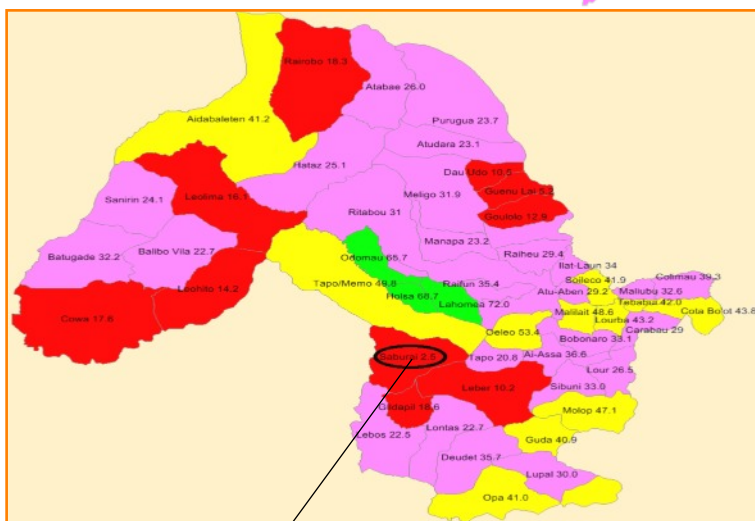 Rairobo 18.3
Atabae 26.0
Aidabaleten 41.2
Purugua 23.7
Atudara 23.1
Hataz 25.1
Dau Udo 10.5
Guenu Lai 5.2
Leolima 16.1
Meligo 31.9
Sanirin 24.1
Goulolo 12.9
Ritabou 31
Balibo Vila 22.7
Manapa 23.2
Batugade 32.2
Odomau 65.7
Raiheu 29.4
Ilat-Laun 34
Soileco 41.9
Colimau 39.3
Leohito 14.2
Tapo/Memo 49.8
Holsa 68.7
Raifun 35.4
Atu-Aben 29.2
Maliubu 32.6
Lahomea 72.0
Tebabui 42.0
Malilait 48.6
Cota Bo'ot 43.8
Cowa 17.6
Lourba 43.2
Oeleo 53.4
Carabau 29
Bobonaro 33.1
Saburai 2.5
Tapo 20.8
Ai-Assa 36.6
Lour 26.5
Leber 10.2
Sibuni 33.0
Gildapil 18.6
Molop 47.1
Lebos 22.5
Lontas 22.7
Guda 40.9
Deudet 35.7
Lupal 30.0
Opa 41.0